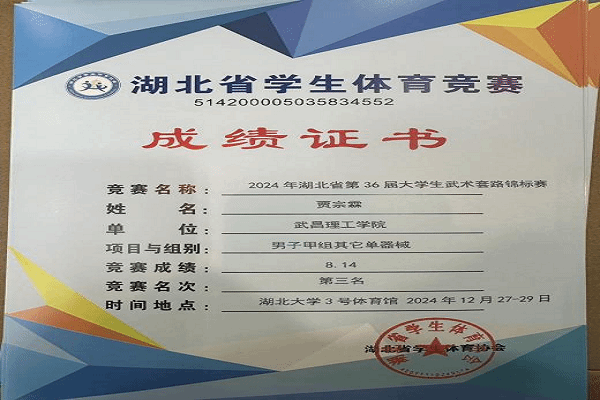 湖北省学生体育竞赛
514200005035834552
成绩证书
竞赛名称： 2024年湖北省第36届大学生武术套路锦标赛
姓名： 贾宗霖
单位： 武昌理工学院
项目与组别： 男子甲组其它单器械
竞赛成绩： 8.14
竞赛名次： 第三名
时间地点： 湖北大学3号体育馆 2024年12月27-29日
湖北省学生体育协会